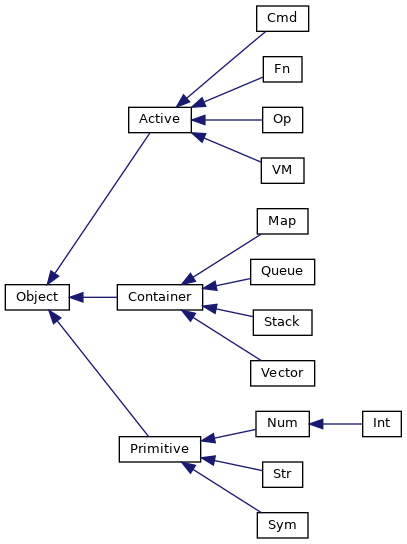 Object
Active
Cmd
Fn
Op
VM
Container
Map
Queue
Stack
Vector
Primitive
Num
Int
Str
Sym